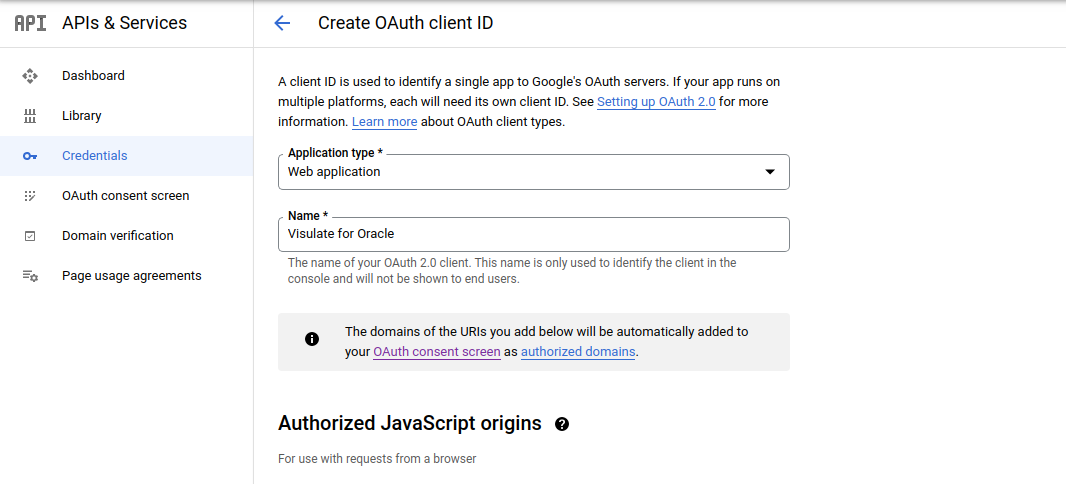 API APIs & Services
Create OAuth client ID
Dashboard
Library
Credentials
OAuth consent screen
Domain verification
Page usage agreements
A client ID is used to identify a single app to Google's OAuth servers. If your app runs on
multiple platforms, each will need its own client ID. See Setting up OAuth 2.0 for more
information. Learn more about OAuth client types.
Application type *
Web application
Name *
Visulate for Oracle
The name of your OAuth 2.0 client. This name is only used to identify the client in the
console and will not be shown to end users.
The domains of the URIs you add below will be automatically added to
your OAuth consent screen as authorized domains.
Authorized JavaScript origins
For use with requests from a browser